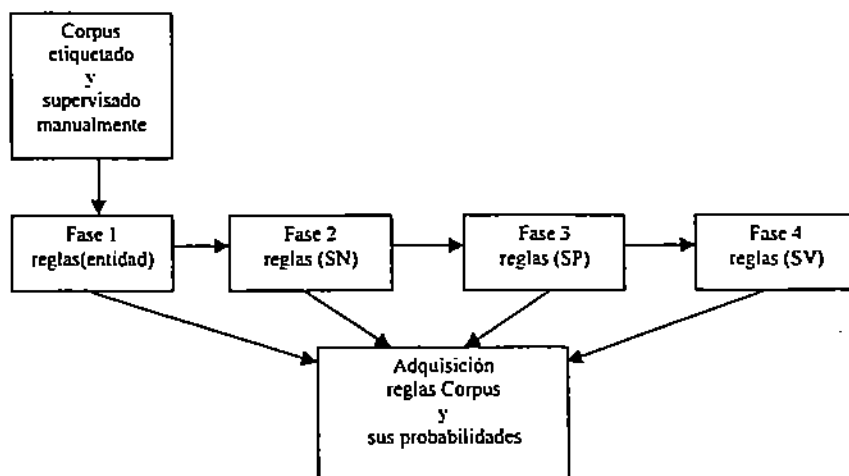 Corpus
etiquetado
y
supervisado
manualmente
Fase 1
reglas(entidad)
Fase 2
reglas (SN)
Fase 3
reglas (SP)
Fase 4
reglas (SV)
Adquisición
reglas Corpus
y
sus probabilidades